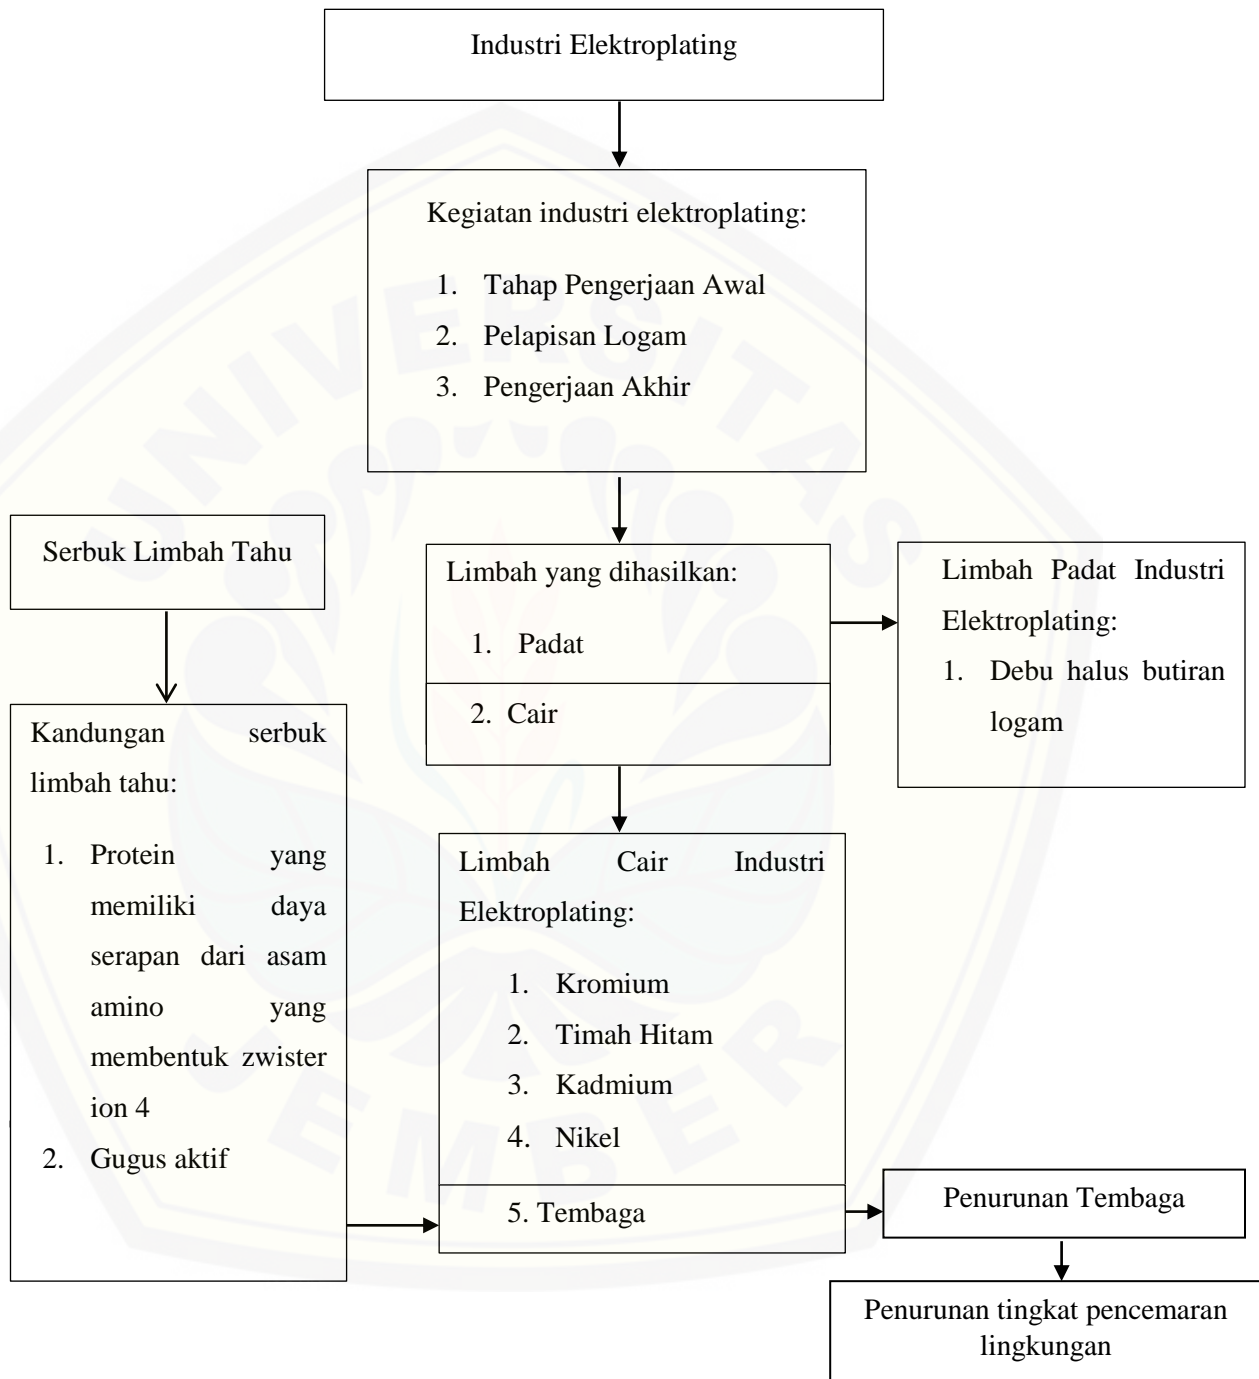 Industri Elektroplating
Kegiatan industri elektroplating:
1. Tahap Pengerjaan Awal
2. Pelapisan Logam
3. Pengerjaan Akhir
Serbuk Limbah Tahu
Limbah yang dihasilkan:
1. Padat
2. Cair
Limbah Padat Industri
Elektroplating:
1. Debu halus butiran
logam
Kandungan serbuk
limbah tahu:
1. Protein yang
memiliki daya
serapan dari asam
amino yang
membentuk zwister
ion 4
2. Gugus aktif
Limbah Cair Industri
Elektroplating:
1. Kromium
2. Timah Hitam
3. Kadmium
4. Nikel
5. Tembaga
Penurunan Tembaga
Penurunan tingkat pencemaran
lingkungan
UNIVERSITAS
JEMBER